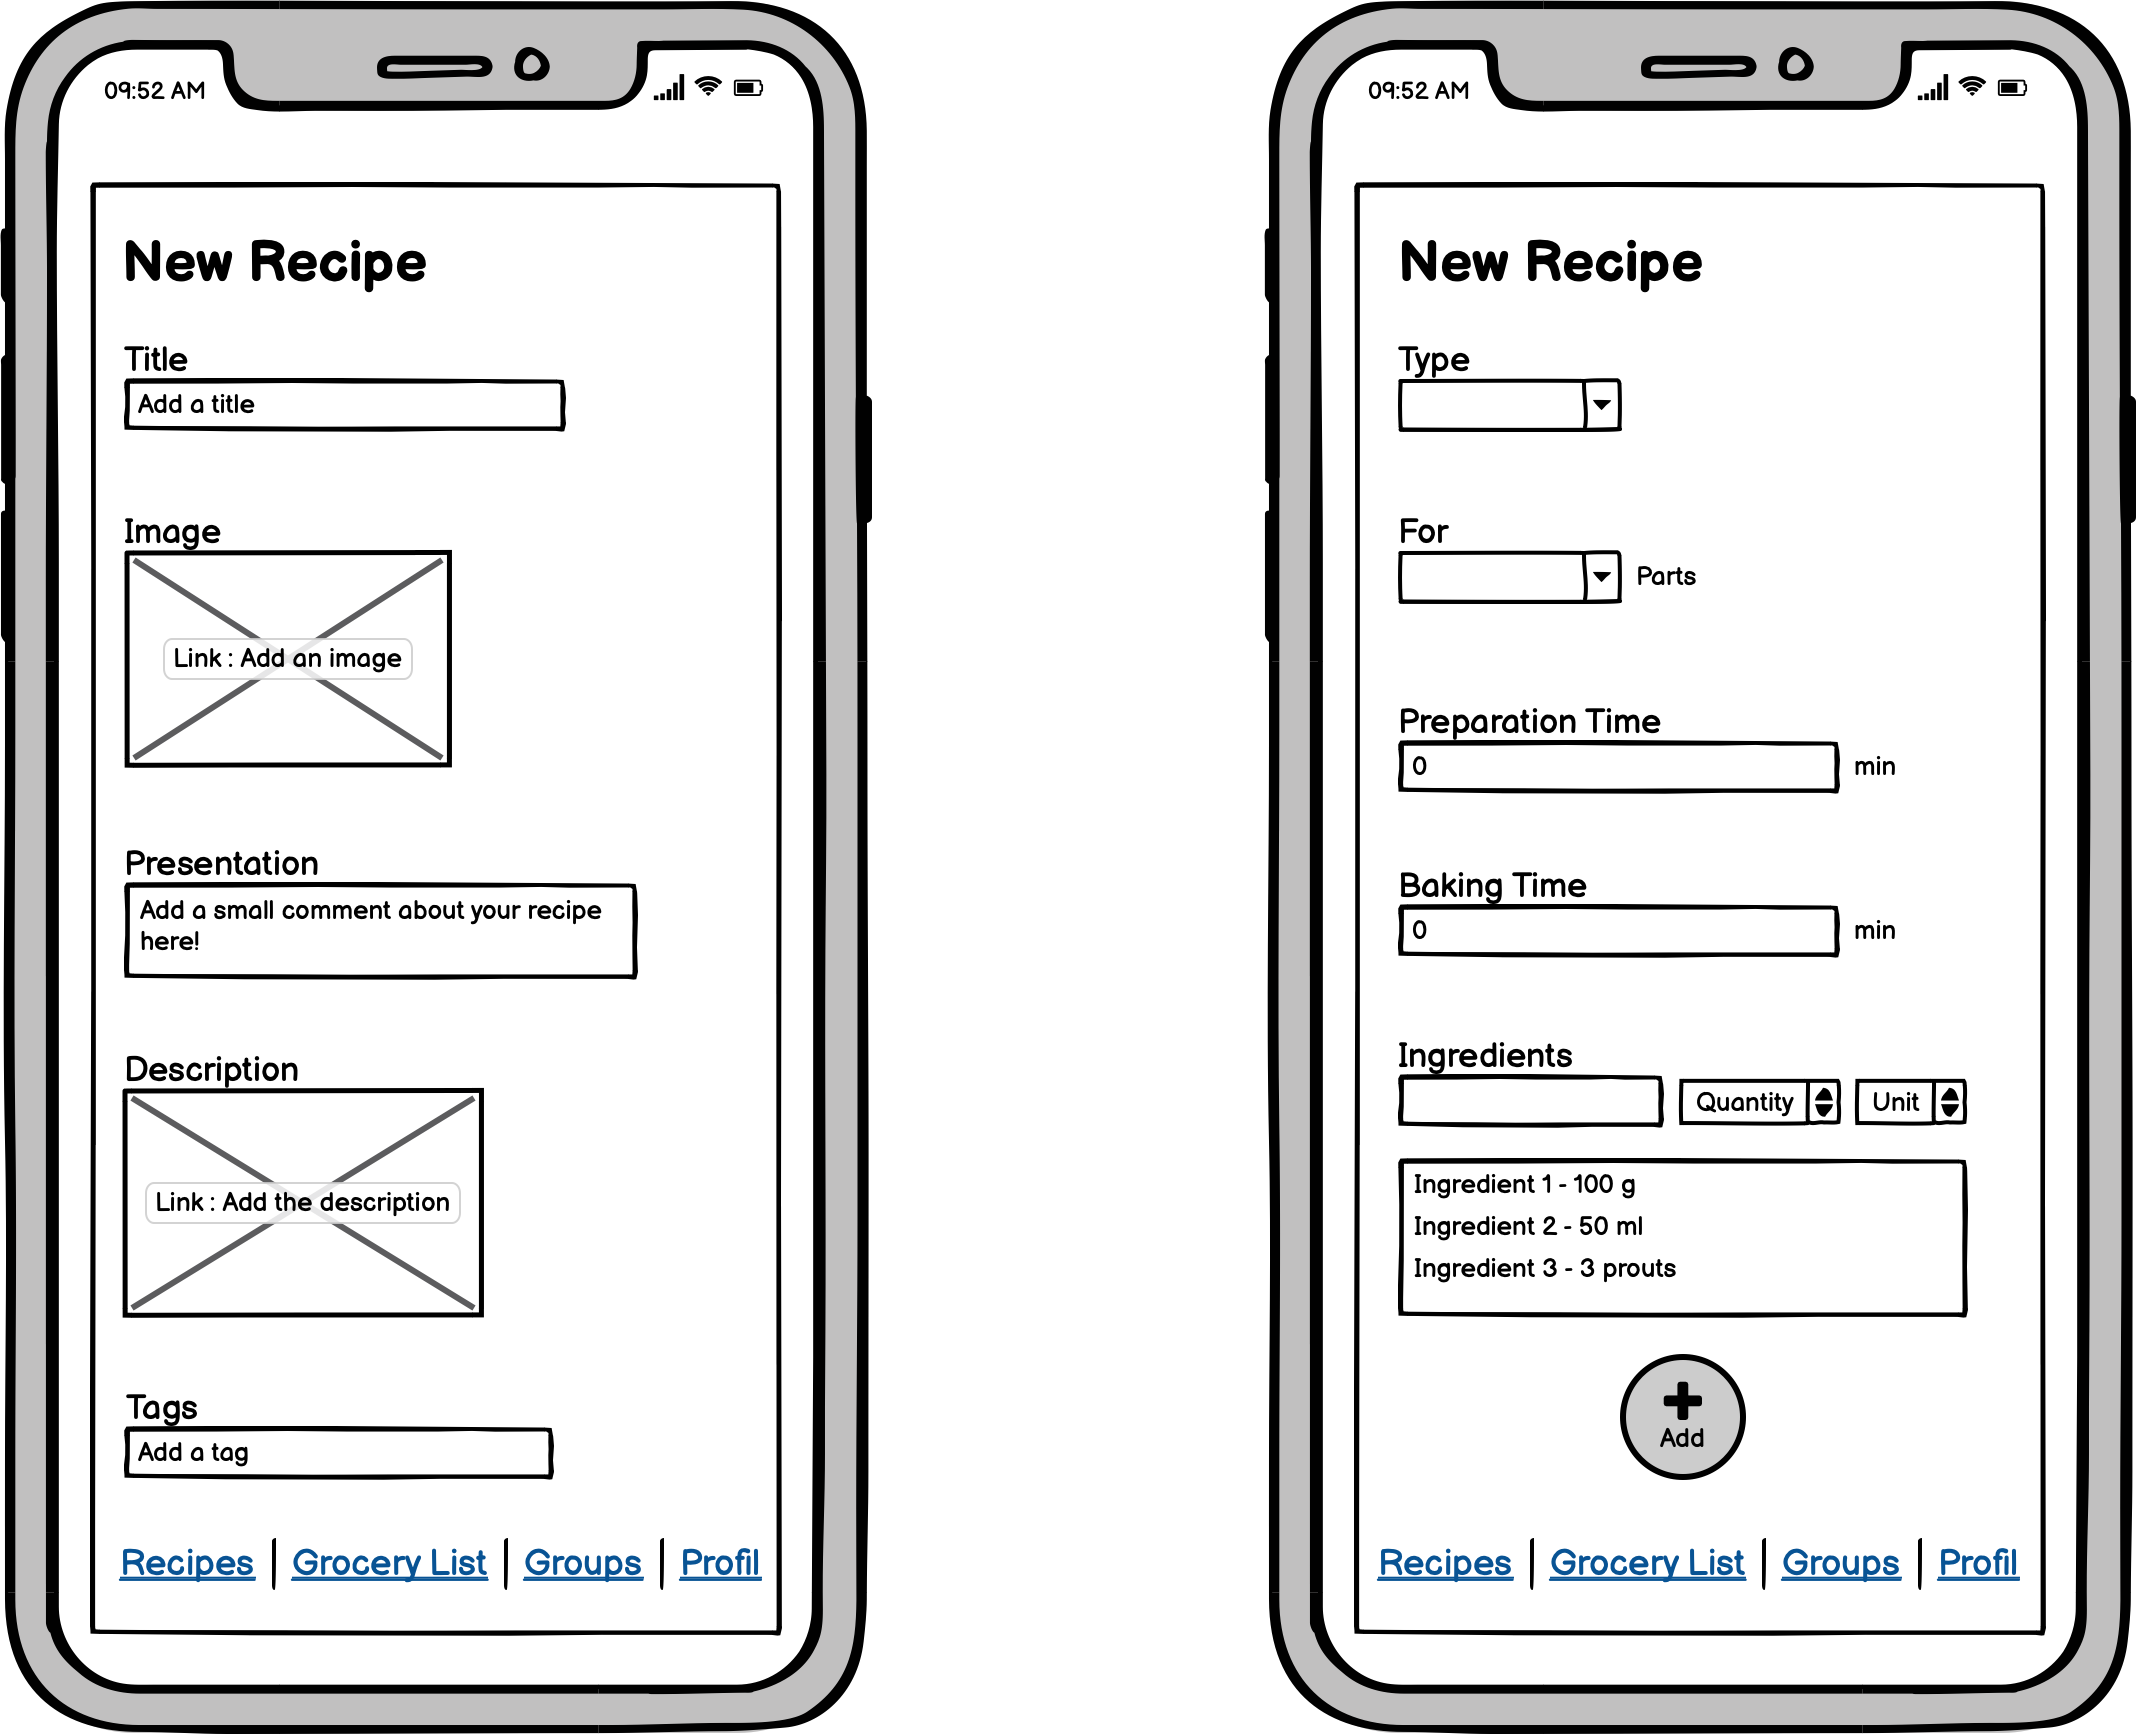 09:52 AM
New Recipe
Title
Add a title
Image
Link : Add an image
Presentation
Add a small comment about your recipe
here!
Description
Link : Add the description
Tags
Add a tag
Recipes | Grocery List | Groups | Profil
09:52 AM
New Recipe
Type
For
Parts
Preparation Time
0 min
Baking Time
0 min
Ingredients
Quantity Unit
Ingredient 1 - 100 g
Ingredient 2 - 50 ml
Ingredient 3 - 3 prouts
Add
Recipes | Grocery List | Groups | Profil